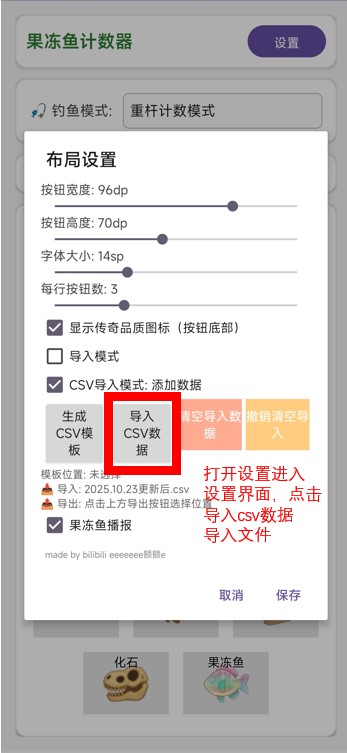 果冻鱼计数器
设置
钓鱼模式:
重杆计数模式
布局设置
按钮宽度: 96dp
按钮高度: 70dp
字体大小: 14sp
每行按钮数: 3
显示传奇品质图标（按钮底部）
导入模式
CSV导入模式: 添加数据
生成
CSV模
板
导入
CSV数
据
清空导入数
据
撤销清空导
入
模板位置: 未选择
导入: 2025.10.23更新后.csv
导出: 点击上方导出按钮选择位置
打开设置进入
设置界面，点击
导入csv数据
导入文件
果冻鱼播报
made by bilibili eeeeeee额额e
取消
保存
化石
果冻鱼